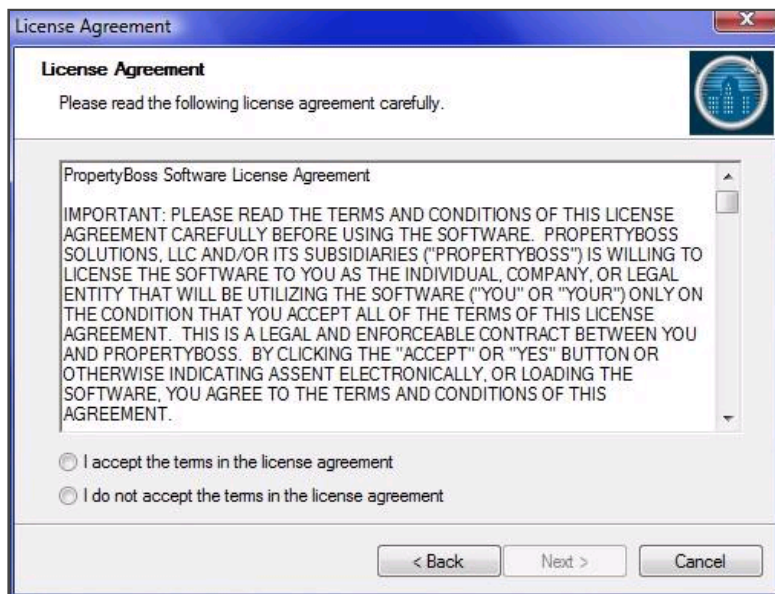 License Agreement
License Agreement
Please read the following license agreement carefully.
PropertyBoss Software License Agreement
IMPORTANT: PLEASE READ THE TERMS AND CONDITIONS OF THIS LICENSE
AGREEMENT CAREFULLY BEFORE USING THE SOFTWARE. PROPERTYBOSS
SOLUTIONS, LLC AND/OR ITS SUBSIDIARIES ("PROPERTYBOSS") IS WILLING TO
LICENSE THE SOFTWARE TO YOU AS THE INDIVIDUAL, COMPANY, OR LEGAL
ENTITY THAT WILL BE UTILIZING THE SOFTWARE ("YOU" OR "YOUR") ONLY ON
THE CONDITION THAT YOU ACCEPT ALL OF THE TERMS OF THIS LICENSE
AGREEMENT. THIS IS A LEGAL AND ENFORCEABLE CONTRACT BETWEEN YOU
AND PROPERTYBOSS. BY CLICKING THE "ACCEPT" OR "YES" BUTTON OR
OTHERWISE INDICATING ASSENT ELECTRONICALLY, OR LOADING THE
SOFTWARE, YOU AGREE TO THE TERMS AND CONDITIONS OF THIS
AGREEMENT.
I accept the terms in the license agreement
I do not accept the terms in the license agreement
< Back Next > Cancel